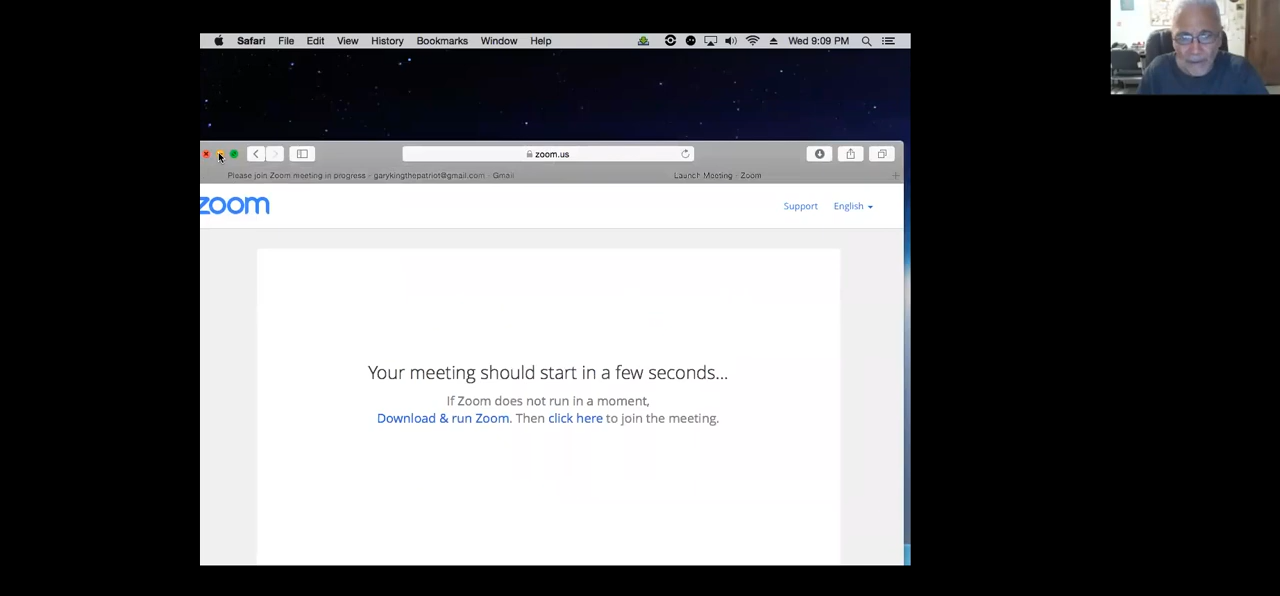 Safari File Edit View History Bookmarks Window Help Wed 9:09 PM
zoom.us
Please join Zoom meeting in progress - garykingthepatriot@gmail.com - Gmail Launch Meeting - Zoom
zoom Support English
Your meeting should start in a few seconds...
If Zoom does not run in a moment,
Download & run Zoom. Then click here to join the meeting.